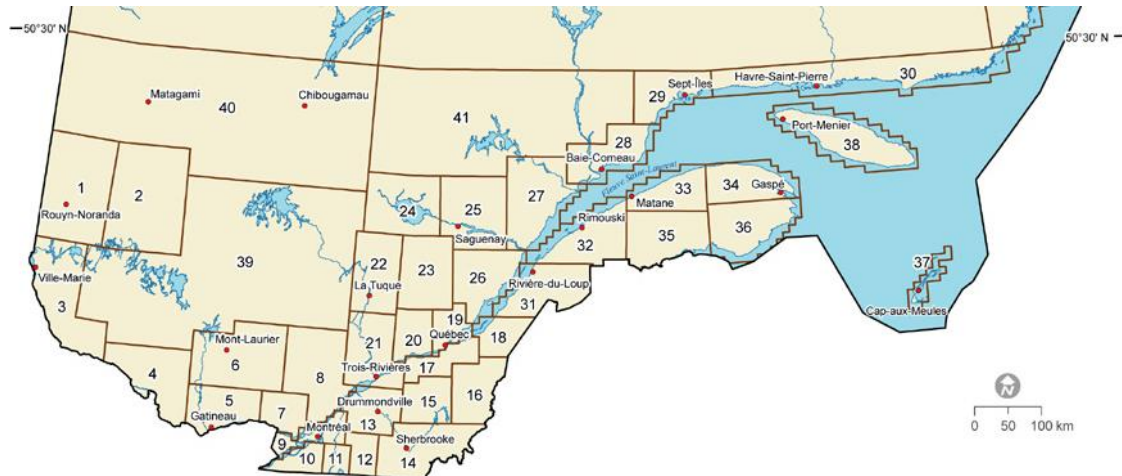 50°30' N
50°30' N
Havre-Saint-Pierre
30
Sept-Îles
29
Matagami
Chibougamau
40
41
Port-Menier
38
28
Baie-Comeau
Fleuve Saint-Laurent
1
2
Rouyn-Noranda
27
33
34
Gaspé
Matane
24
25
Rimouski
Saguenay
32
35
36
39
22
23
26
37
Ville-Marie
La Tuque
Rivière-du-Loup
Cap-aux-Meules
3
31
19
18
Québec
21
20
Mont-Laurier
6
17
4
8
Trois-Rivières
16
15
5
7
Drummondville
Gatineau
13
Montréal
Sherbrooke
9
10
11
12
14
0 50 100 km